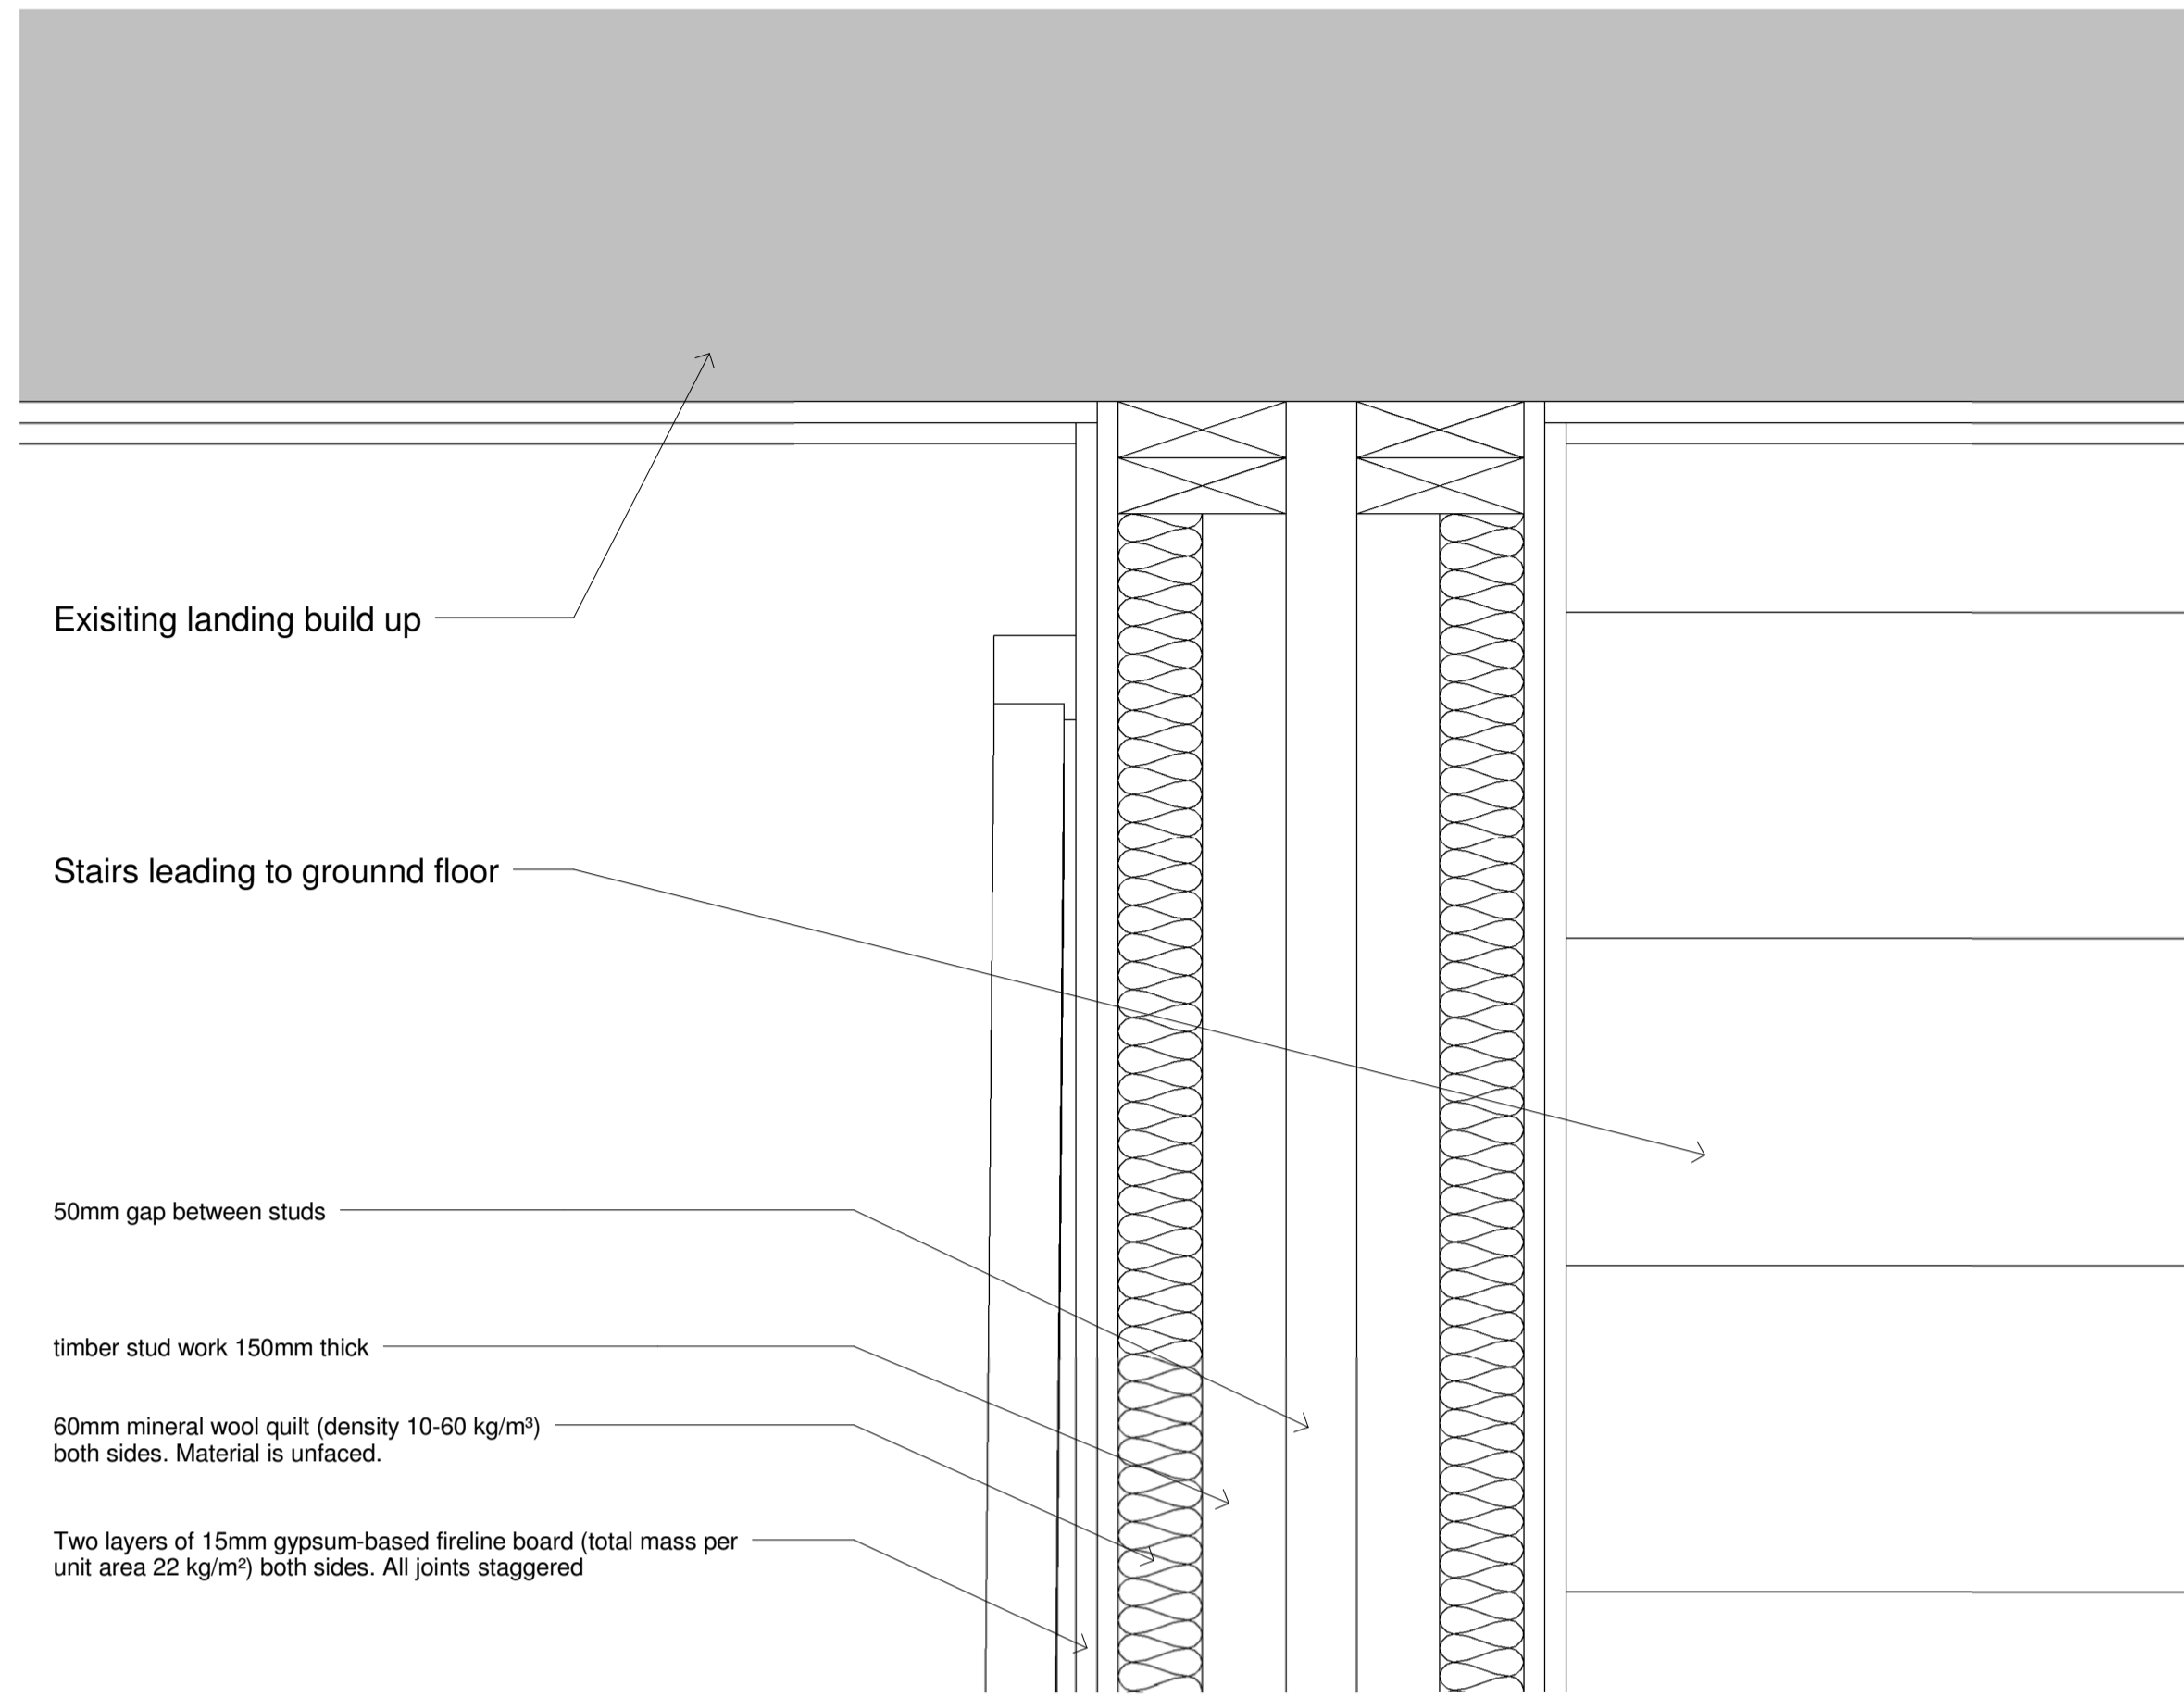 Exisiting landing build up
Stairs leading to grounnd floor
50mm gap between studs
timber stud work 150mm thick
60mm mineral wool quilt (density 10-60 kg/m³)
both sides. Material is unfaced.
Two layers of 15mm gypsum-based fireline board (total mass per
unit area 22 kg/m²) both sides. All joints staggered